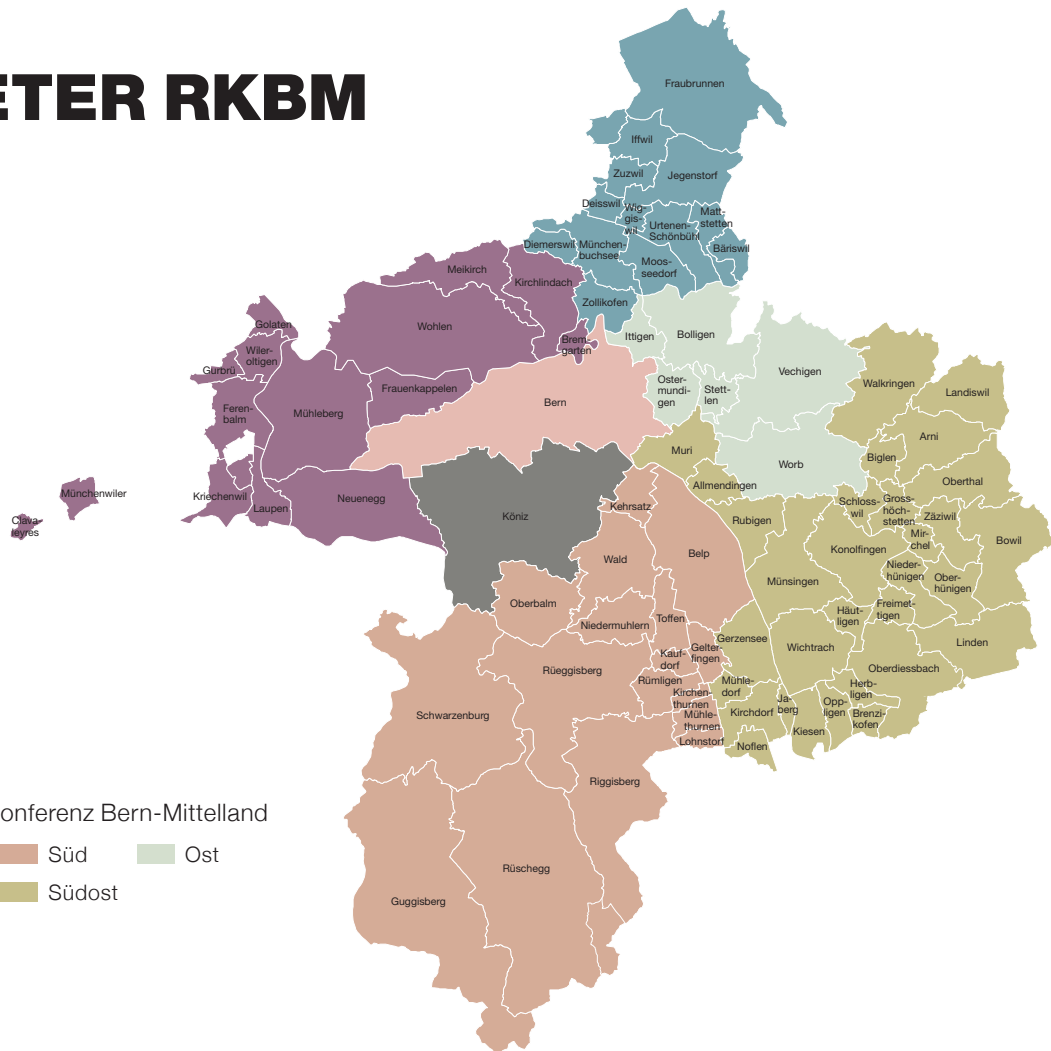 ETER RKBM
Fraubrunnen
Iffwil
Zuzwil
Jegenstorf
Deisswil
Wig-
gis-
wil
Matt-
stetten
Urtenen-
Schönbühl
Diemerswil
München-
buchsee
Bäriswil
Moos-
seedorf
Meikirch
Kirchlindach
Zollikofen
Golaten
Wohlen
Ittigen
Bolligen
Brem-
garten
Wiler-
oltigen
Gurbrü
Vechigen
Frauenkappelen
Oster-
mundi-
gen
Stett-
len
Walkringen
Landiswil
Bern
Feren-
balm
Mühleberg
Arni
Muri
Worb
Biglen
Oberthal
Allmendingen
Münchenwiler
Kriechenwil
Neuenegg
Laupen
Kehrsatz
Schloss-
wil
Gross-
höch-
stetten
Köniz
Rubigen
Zäziwil
Clava-
leyres
Mir-
chel
Bowil
Konolfingen
Belp
Wald
Nieder-
hünigen
Münsingen
Ober-
hünigen
Oberbalm
Freimet-
tigen
Häut-
ligen
Toffen
Niedermuhlern
Gerzensee
Linden
Wichtrach
Gelter-
fingen
Kauf-
dorf
Rüeggisberg
Oberdiessbach
Rümligen
Mühle-
dorf
Herb-
ligen
Kirchen-
thurnen
Ja-
berg
Opp-
ligen
Kirchdorf
Schwarzenburg
Mühle-
thurnen
Brenzi-
kofen
Kiesen
Lohnstorf
Noflen
Riggisberg
onferenz Bern-Mittelland
Süd
Ost
Südost
Rüschegg
Guggisberg